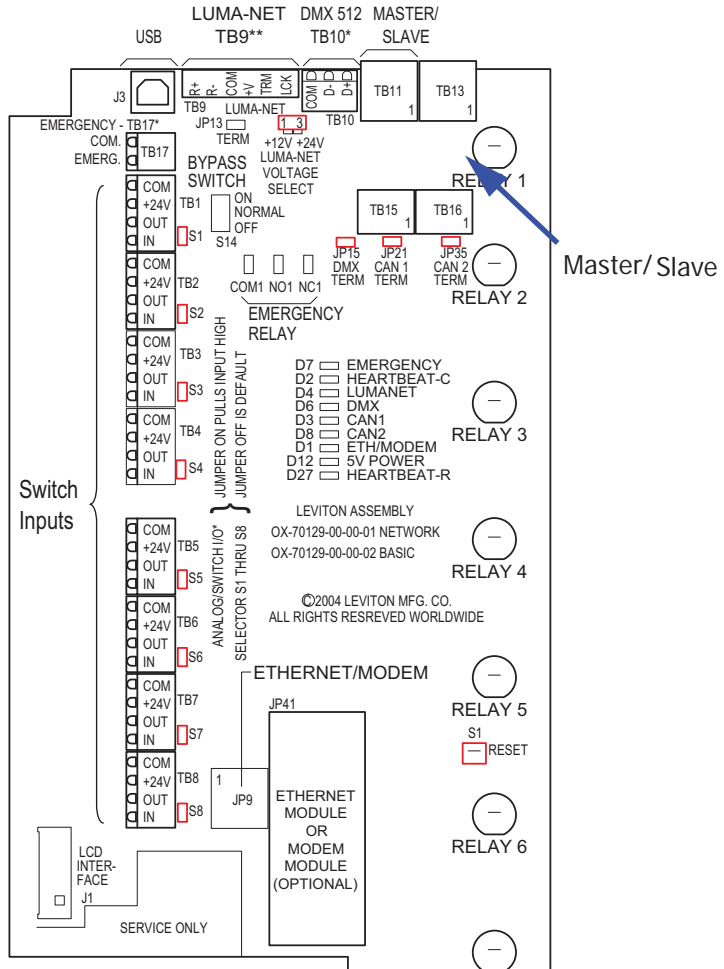 LUMA-NET DMX 512 MASTER/
USB TB9** TB10* SLAVE
J3
R+
R-
COM
+V
TRM
LCK
COM
D-
D+
TB11
1
TB13
1
TB9 LUMA-NET
JP13
TERM
1 3
TB10
+12V +24V
LUMA-NET
VOLTAGE
SELECT
EMERGENCY - TB17*
COM.
EMERG.
TB17
BYPASS
SWITCH
ON
NORMAL
OFF
S14
RELAY 1
Master/ Slave
COM
+24V
OUT
IN
TB1
S1
TB15
1
TB16
1
JP15
DMX
TERM
JP21
CAN 1
TERM
JP35
CAN 2
TERM
RELAY 2
COM
+24V
OUT
IN
TB2
S2
COM1 NO1 NC1
EMERGENCY
RELAY
COM
+24V
OUT
IN
TB3
S3
JUMPER ON PULLS INPUT HIGH
JUMPER OFF IS DEFAULT
D7 EMERGENCY
D2 HEARTBEAT-C
D4 LUMANET
D6 DMX
D3 CAN1
D8 CAN2
D1 ETH/MODEM
D12 5V POWER
D27 HEARTBEAT-R
RELAY 3
COM
+24V
OUT
IN
TB4
S4
Switch
Inputs
LEVITON ASSEMBLY
OX-70129-00-00-01 NETWORK
OX-70129-00-00-02 BASIC
RELAY 4
COM
+24V
OUT
IN
TB5
S5
ANALOG/SWITCH I/O*
SELECTOR S1 THRU S8
©2004 LEVITON MFG. CO.
ALL RIGHTS RESREVED WORLDWIDE
COM
+24V
OUT
IN
TB6
S6
ETHERNET/MODEM
COM
+24V
OUT
IN
TB7
S7
JP41
RELAY 5
S1
RESET
COM
+24V
OUT
IN
TB8
S8
1
JP9
ETHERNET
MODULE
OR
MODEM
MODULE
(OPTIONAL)
RELAY 6
LCD
INTER-
FACE
J1
SERVICE ONLY